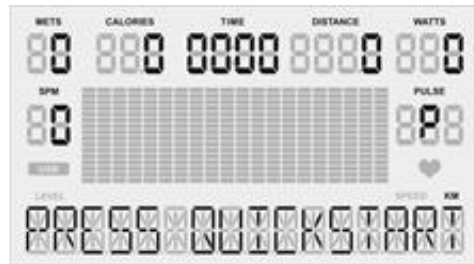 METS CALORIES TIME DISTANCE WATTS
0 0 0000 0 0
SPM PULSE
0 P
LEVEL SPEED KM
PRESS QUICKSTART